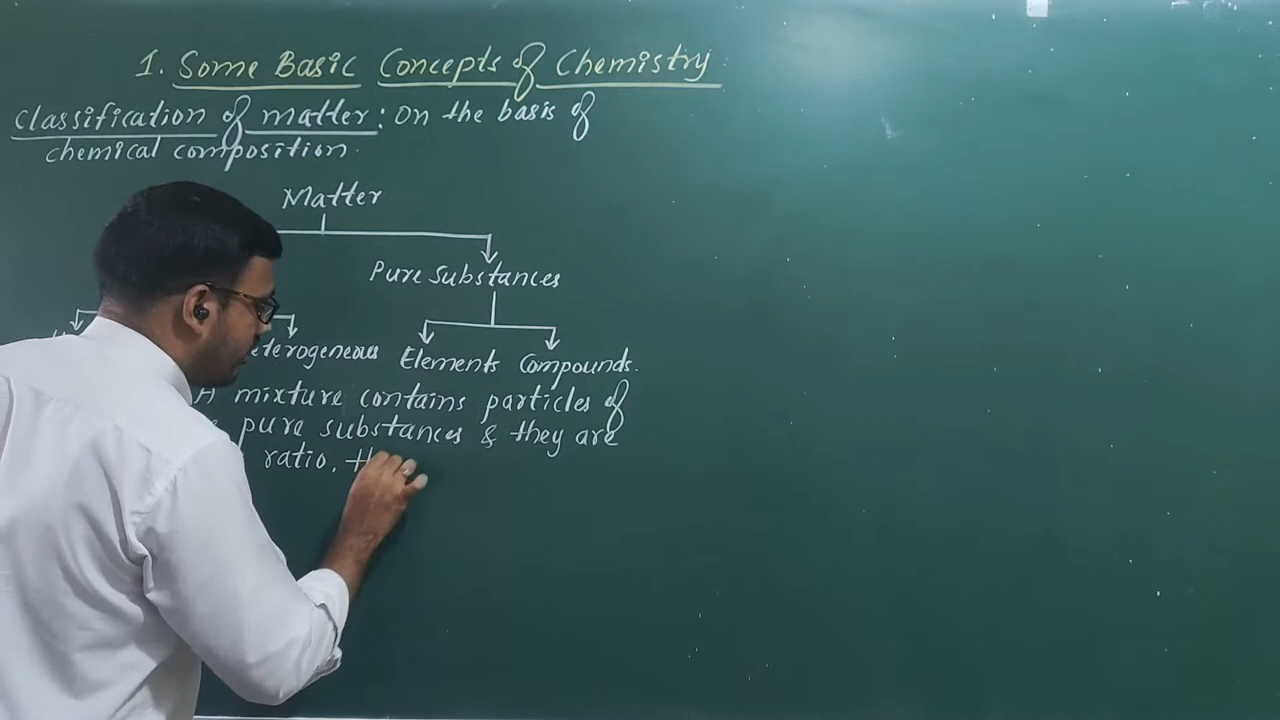 1. Some Basic Concepts of Chemistry
Classification of matter: On the basis of
chemical composition.
Matter
Pure Substances
eterogeneous Elements Compounds.
A mixture contains particles of
pure substances & they are
ratio.